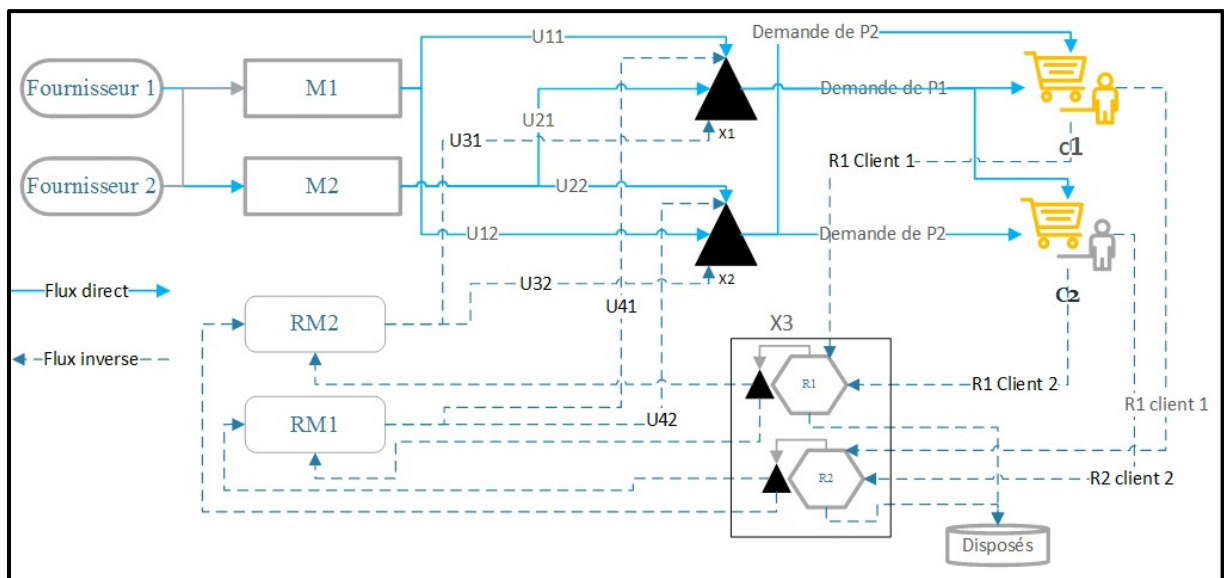 Demande de P2
U11
Fournisseur 1
M1
Demande de P1
U21
X1
U31
C1
R1 Client 1
Fournisseur 2
M2
U22
U12
Demande de P2
X2
U32
C2
Flux direct
U41
RM2
X3
Flux inverse
R1
R1 Client 2
R1 client 1
RM1
U42
R2
R2 client 2
Disposés